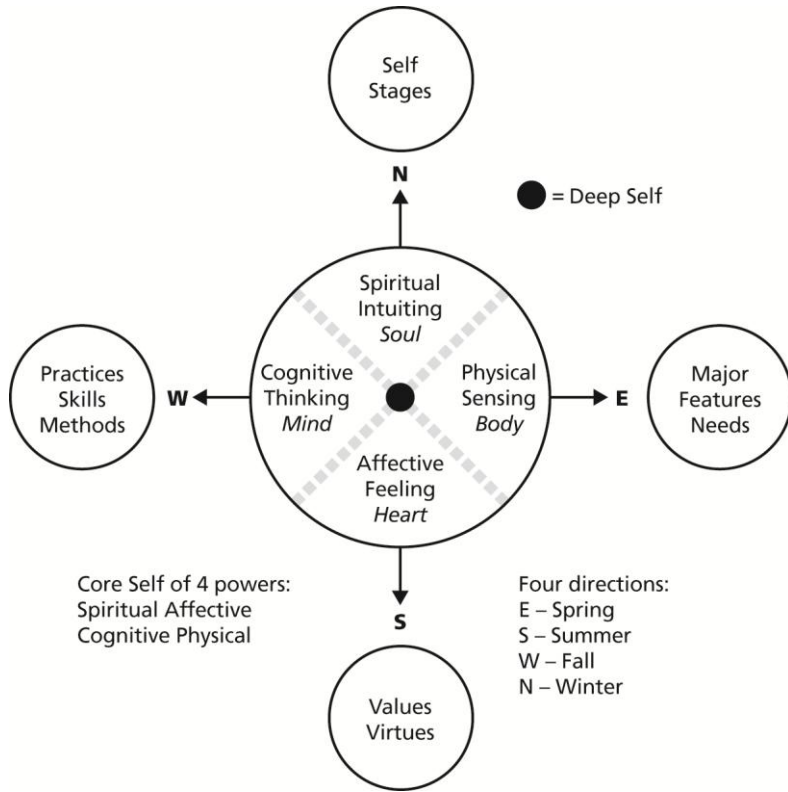 Self
Stages
N
= Deep Self
Spiritual
Intuiting
Soul
Practices
Skills
Methods
W
Cognitive
Thinking
Mind
Physical
Sensing
Body
E
Major
Features
Needs
Affective
Feeling
Heart
Core Self of 4 powers:
Spiritual Affective
Cognitive Physical
S
Four directions:
E – Spring
S – Summer
W – Fall
N – Winter
Values
Virtues